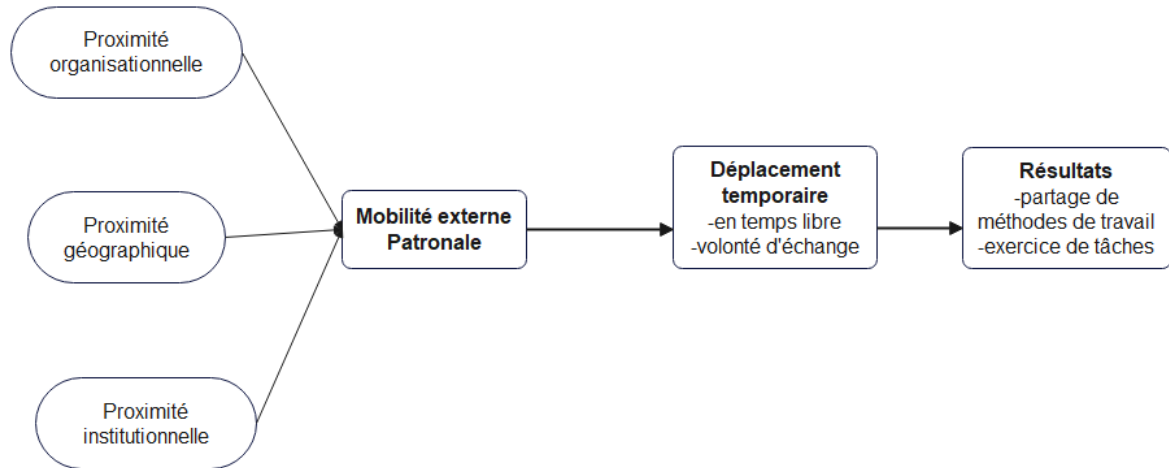 Proximité
organisationnelle
Proximité
géographique
Proximité
institutionnelle
Mobilité externe
Patronale
Déplacement
temporaire
-en temps libre
-volonté d'échange
Résultats
-partage de
méthodes de travail
-exercice de tâches